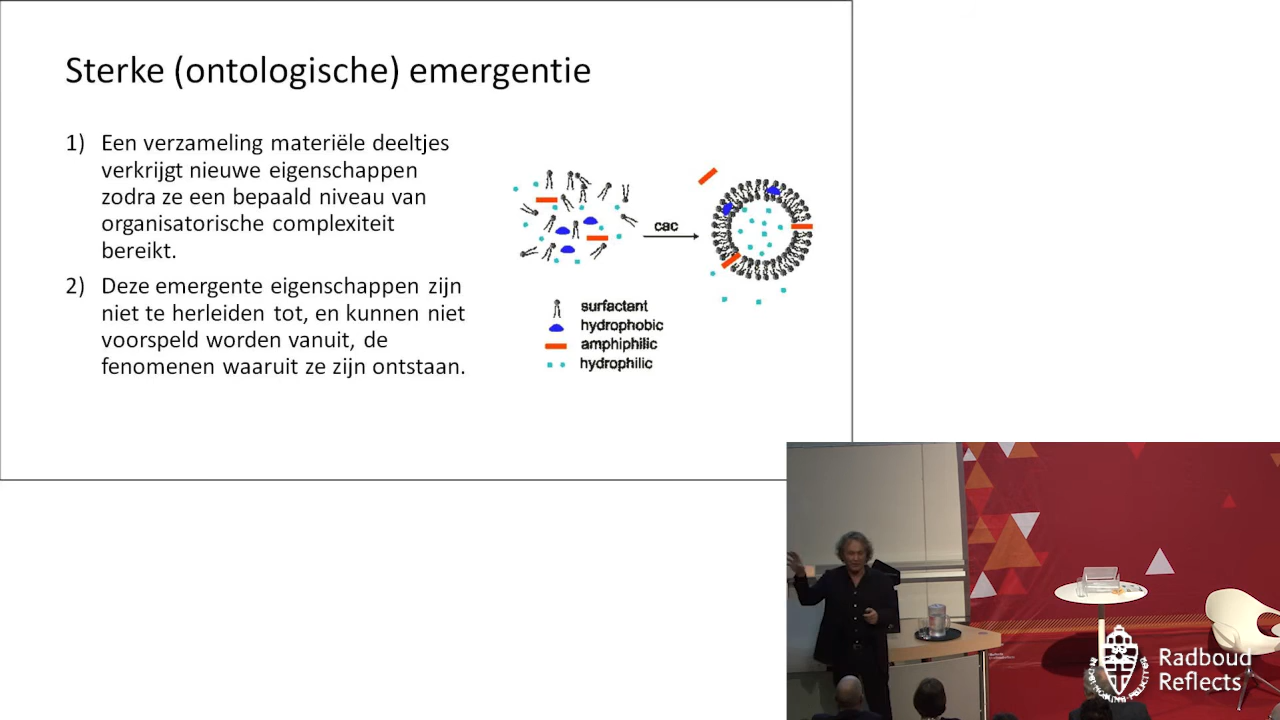 Sterke (ontologische) emergentie
1) Een verzameling materiële deeltjes
verkrijgt nieuwe eigenschappen
zodra ze een bepaald niveau van
organisatorische complexiteit
bereikt.
2) Deze emergente eigenschappen zijn
niet te herleiden tot, en kunnen niet
voorspeld worden vanuit, de
fenomenen waaruit ze zijn ontstaan.
cac
surfactant
hydrophobic
amphiphilic
hydrophilic
Radboud
Reflects